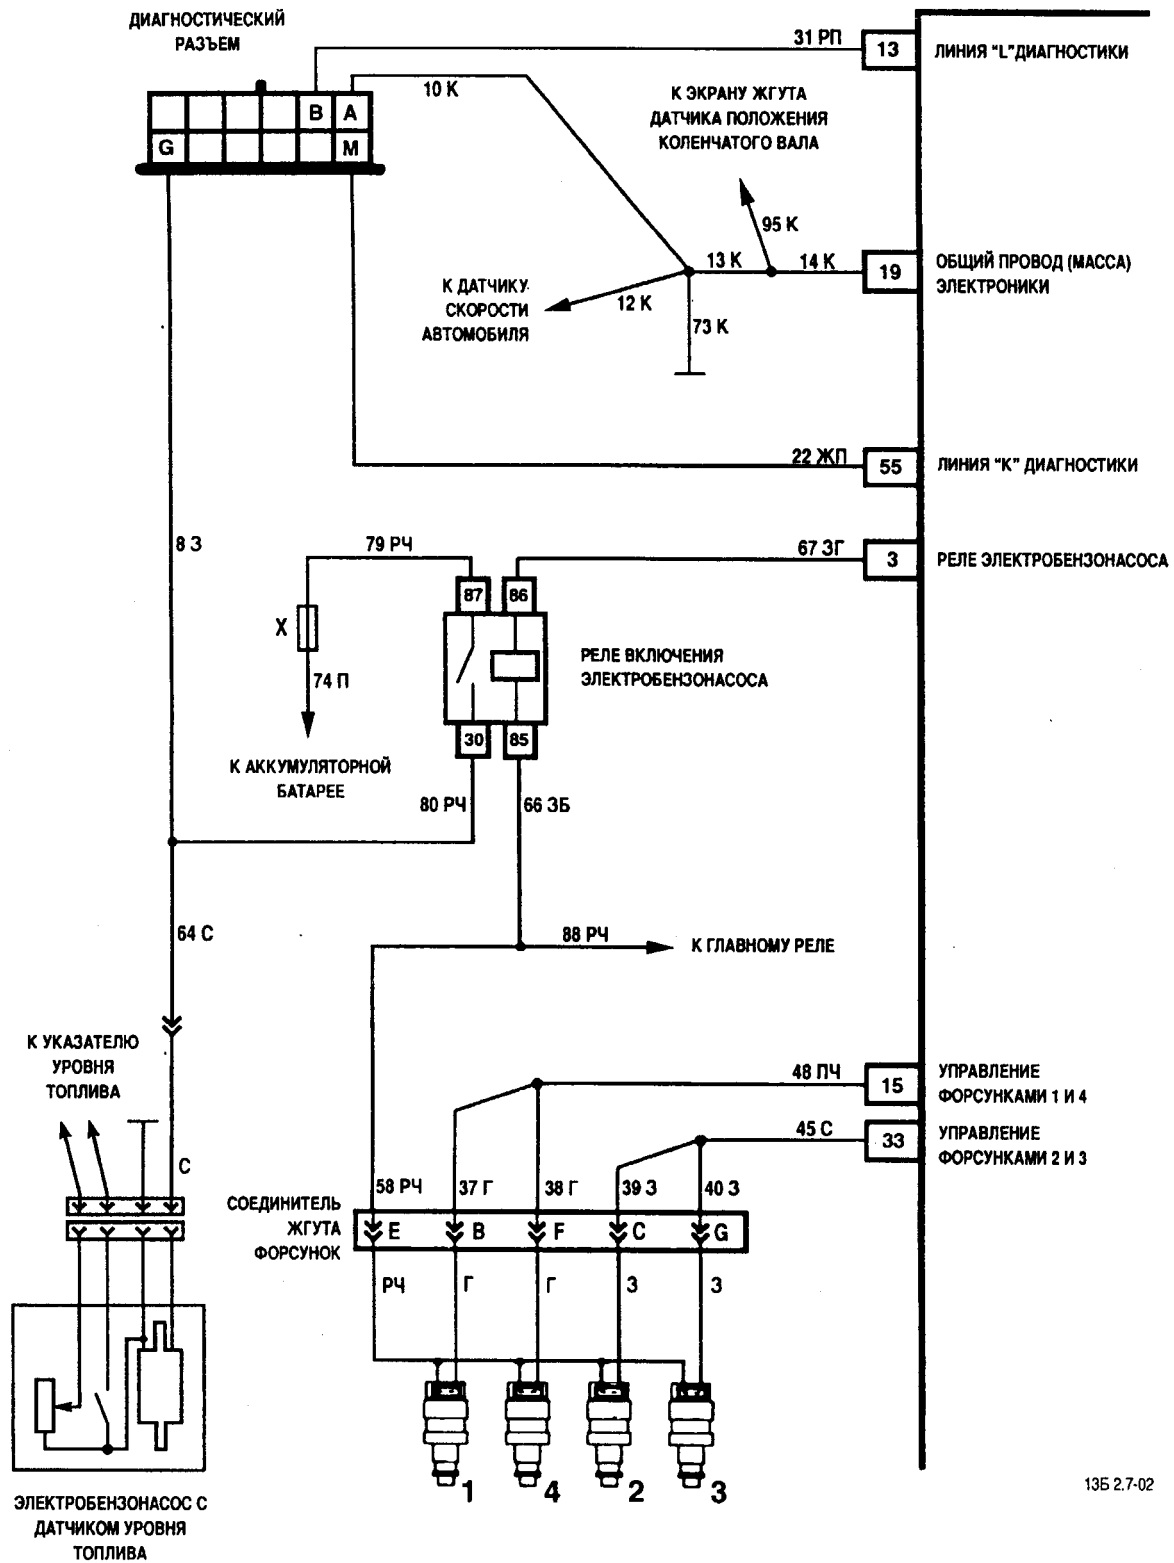 ДИАГНОСТИЧЕСКИЙ
РАЗЪЕМ
31 РП
13
ЛИНИЯ "L" ДИАГНОСТИКИ
10 К
B
A
G
M
К ЭКРАНУ ЖГУТА
ДАТЧИКА ПОЛОЖЕНИЯ
КОЛЕНЧАТОГО ВАЛА
95 К
13 К
14 К
19
ОБЩИЙ ПРОВОД (МАССА)
ЭЛЕКТРОНИКИ
К ДАТЧИКУ
СКОРОСТИ
АВТОМОБИЛЯ
12 К
73 К
22 ЖП
55
ЛИНИЯ "К" ДИАГНОСТИКИ
8 З
79 РЧ
67 ЗГ
3
РЕЛЕ ЭЛЕКТРОБЕНЗОНАСОСА
87
86
X
74 П
РЕЛЕ ВКЛЮЧЕНИЯ
ЭЛЕКТРОБЕНЗОНАСОСА
30
85
К АККУМУЛЯТОРНОЙ
БАТАРЕЕ
80 РЧ
66 ЗБ
64 С
88 РЧ
К ГЛАВНОМУ РЕЛЕ
К УКАЗАТЕЛЮ
УРОВНЯ
ТОПЛИВА
48 ПЧ
15
УПРАВЛЕНИЕ
ФОРСУНКАМИ 1 И 4
45 С
33
УПРАВЛЕНИЕ
ФОРСУНКАМИ 2 И 3
С
58 РЧ
37 Г
38 Г
39 З
40 З
СОЕДИНИТЕЛЬ
ЖГУТА
ФОРСУНОК
E
B
F
C
G
РЧ
Г
Г
З
З
1
4
2
3
13Б 2.7-02
ЭЛЕКТРОБЕНЗОНАСОС С
ДАТЧИКОМ УРОВНЯ
ТОПЛИВА